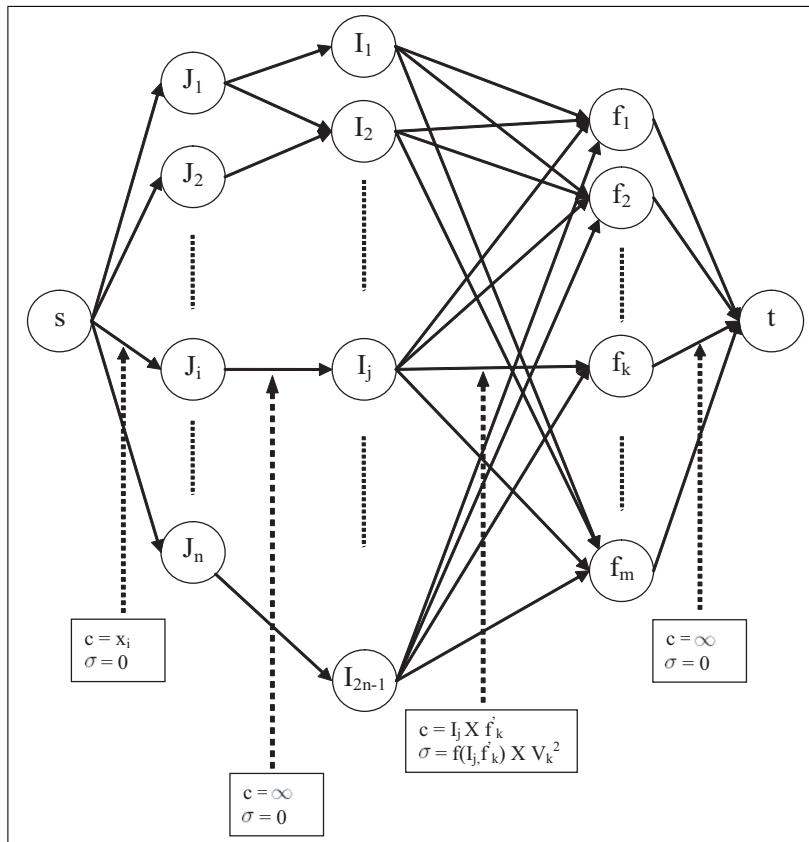 I₁
J₁
f₁
I₂
J₂
f₂
s
t
Jᵢ
Iⱼ
fₖ
Jₙ
fₘ
I₂ₙ₋₁
c = xᵢ
σ = 0
c = ∞
σ = 0
c = Iⱼ X f'ₖ
σ = f(Iⱼ,f'ₖ) X Vₖ²
c = ∞
σ = 0